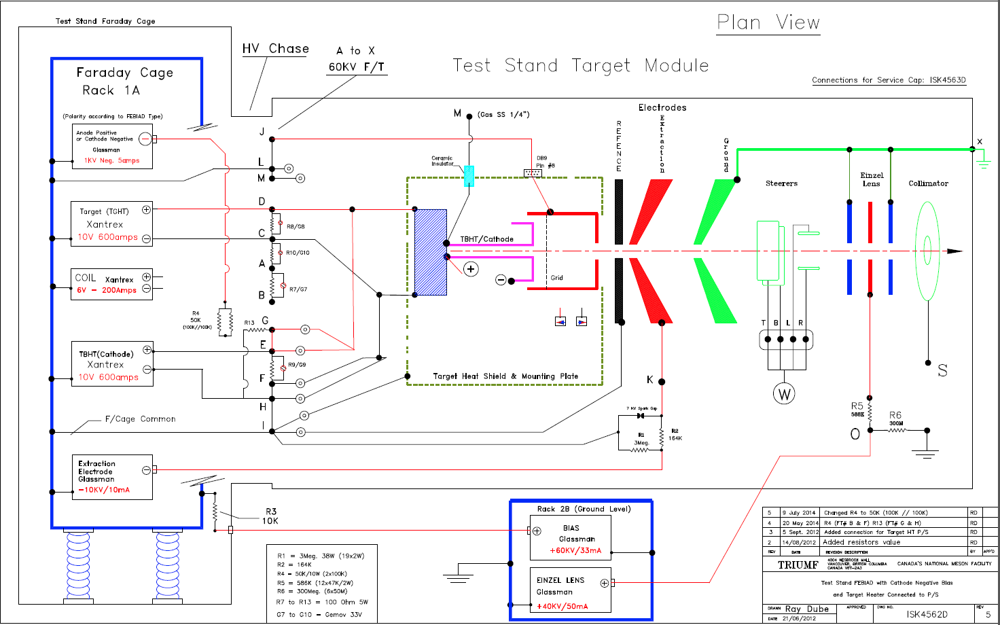 Plan View
Test Stand Faraday Cage
HV Chase
A to X
60KV F/T
Test Stand Target Module
Connections for Service Cap: ISK4563D
Faraday Cage
Rack 1A
(Polarity according to FEBIAD Type)
Anode Positive
or Cathode Negative
Glassman
1KV Neg. 5amps
Target (TGHT)
Xantrex
10V 600amps
COIL Xantrex
6V - 200Amps
TBHT(Cathode)
Xantrex
10V 600amps
F/Cage Common
Extraction
Electrode
Glassman
-10KV/10mA
R4
50K
(100K//100K)
R3
10K
J
L
M
D
R8/G8
C
R10/G10
A
R7/G7
B
R13
G
E
R9/G9
F
H
I
M (Gas SS 1/4")
Ceramic
Insulator
DB9
Pin #8
TBHT/Cathode
Grid
Target Heat Shield & Mounting Plate
Electrodes
REFERENCE
Extraction
Ground
Steerers
Einzel
Lens
Collimator
X
T B L R
W
S
K
7 KV Spark Gap
R1
3Meg.
R2
164K
R5
588K
R6
300M
O
Rack 2B (Ground Level)
BIAS
Glassman
+60KV/33mA
EINZEL LENS
Glassman
+40KV/50mA
R1 = 3Meg. 38W (19x2W)
R2 = 164K
R4 - 50K/10W (2x100K)
R5 = 586K (12x47K/2W)
R6 = 300Meg. (6x50M)
R7 to R13 = 100 Ohm 5W
G7 to G10 - Gemov 33V
5 9 July 2014 Changed R4 to 50K (100K // 100K) RD
4 20 May 2014 R4 (FT# B & F) R13 (FT# G & H) RD
3 5 Sept. 2012 Added connection for Target HT P/S RD
2 14/08/2012 Added resistors value RD
REV DATE REVISION DESCRIPTION BY APP'D
TRIUMF
4004 WESBROOK MALL
VANCOUVER, BRITISH COLUMBIA
CANADA V6T-2A3
CANADA'S NATIONAL MESON FACILITY
Test Stand FEBIAD with Cathode Negative Bias
and Target Heater Connected to P/S
DRAWN Ray Dube
DATE 21/06/2012
APPROVED
DWG NO.
ISK4562D
REV
5